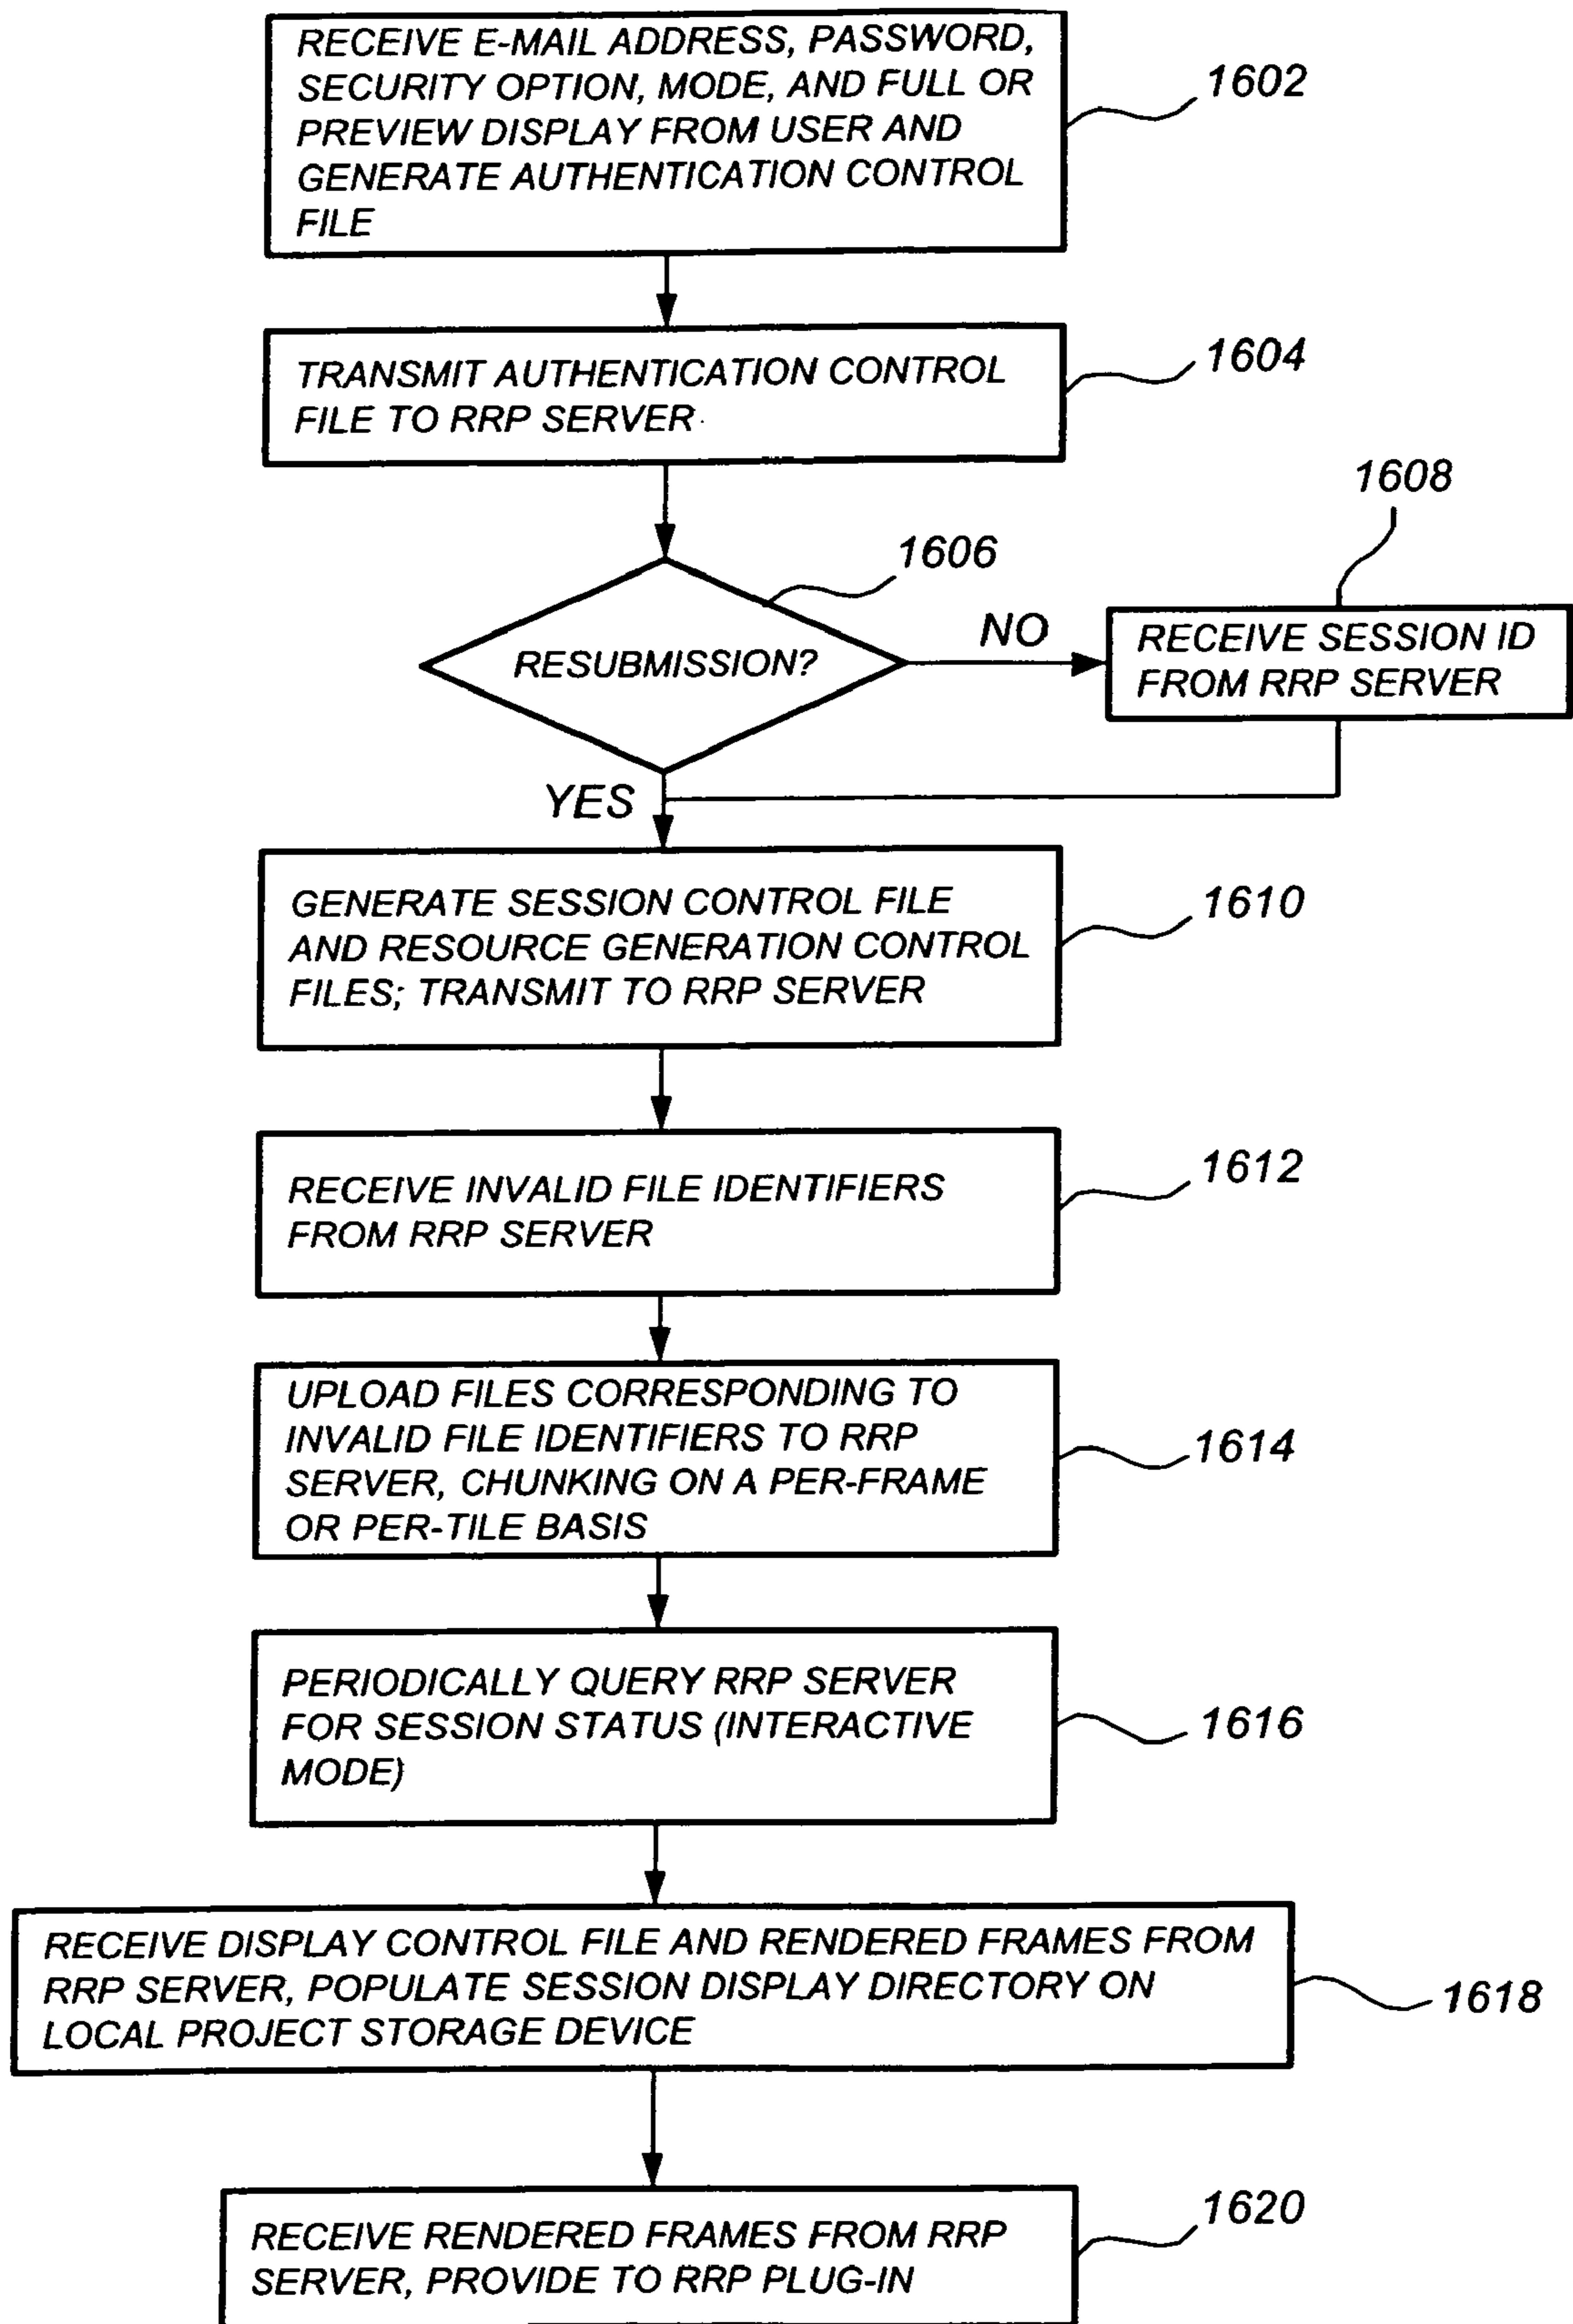 RECEIVE E-MAIL ADDRESS, PASSWORD,
SECURITY OPTION, MODE, AND FULL OR
PREVIEW DISPLAY FROM USER AND
GENERATE AUTHENTICATION CONTROL
FILE
1602
TRANSMIT AUTHENTICATION CONTROL
FILE TO RRP SERVER
1604
1606
RESUBMISSION?
NO
1608
RECEIVE SESSION ID
FROM RRP SERVER
YES
GENERATE SESSION CONTROL FILE
AND RESOURCE GENERATION CONTROL
FILES; TRANSMIT TO RRP SERVER
1610
RECEIVE INVALID FILE IDENTIFIERS
FROM RRP SERVER
1612
UPLOAD FILES CORRESPONDING TO
INVALID FILE IDENTIFIERS TO RRP
SERVER, CHUNKING ON A PER-FRAME
OR PER-TILE BASIS
1614
PERIODICALLY QUERY RRP SERVER
FOR SESSION STATUS (INTERACTIVE
MODE)
1616
RECEIVE DISPLAY CONTROL FILE AND RENDERED FRAMES FROM
RRP SERVER, POPULATE SESSION DISPLAY DIRECTORY ON
LOCAL PROJECT STORAGE DEVICE
1618
RECEIVE RENDERED FRAMES FROM RRP
SERVER, PROVIDE TO RRP PLUG-IN
1620